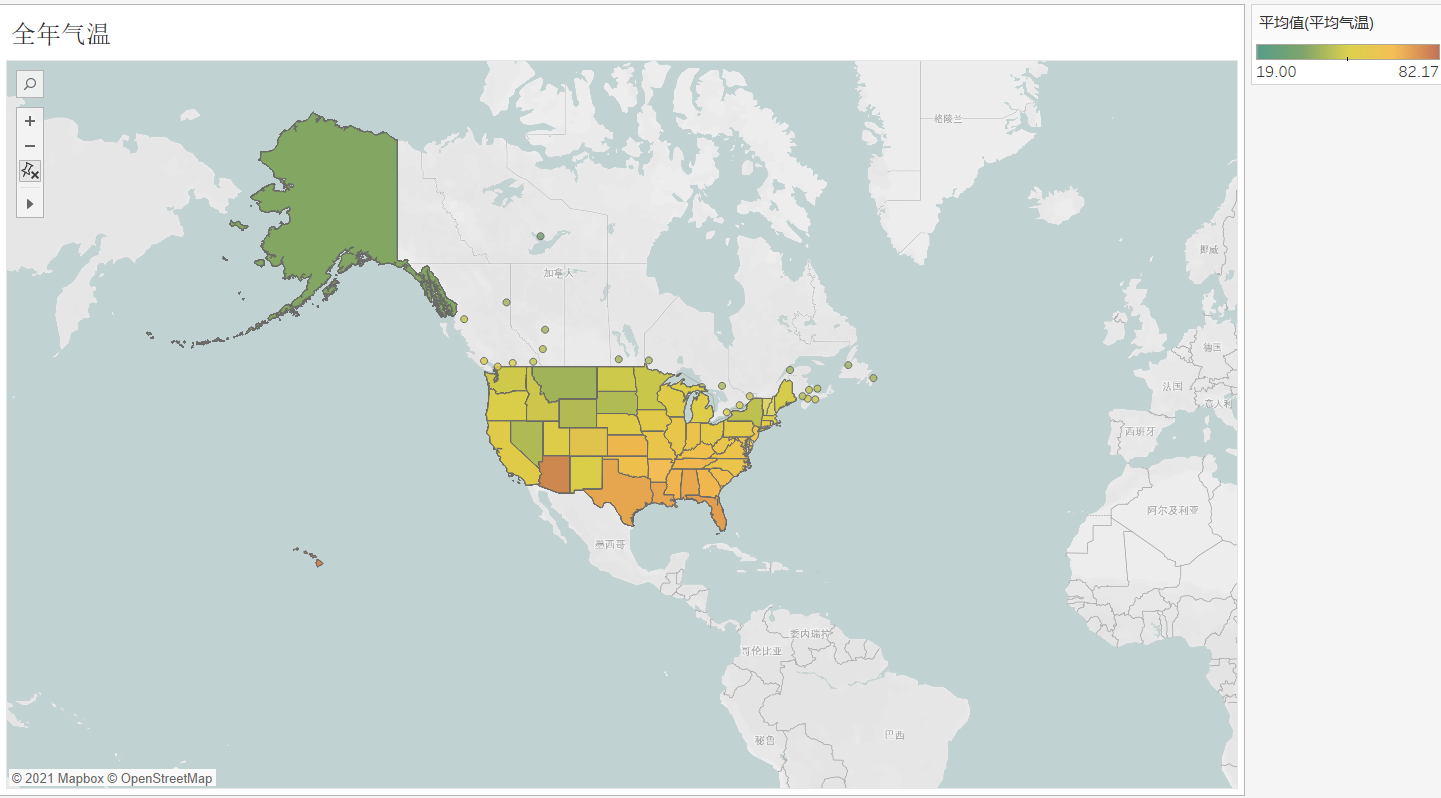 全年气温
平均值(平均气温)
19.00
82.17
格陵兰
挪威
加拿大
德国
法国
意大利
西班牙
阿尔及利亚
墨西哥
委内瑞拉
哥伦比亚
秘鲁
巴西
© 2021 Mapbox © OpenStreetMap